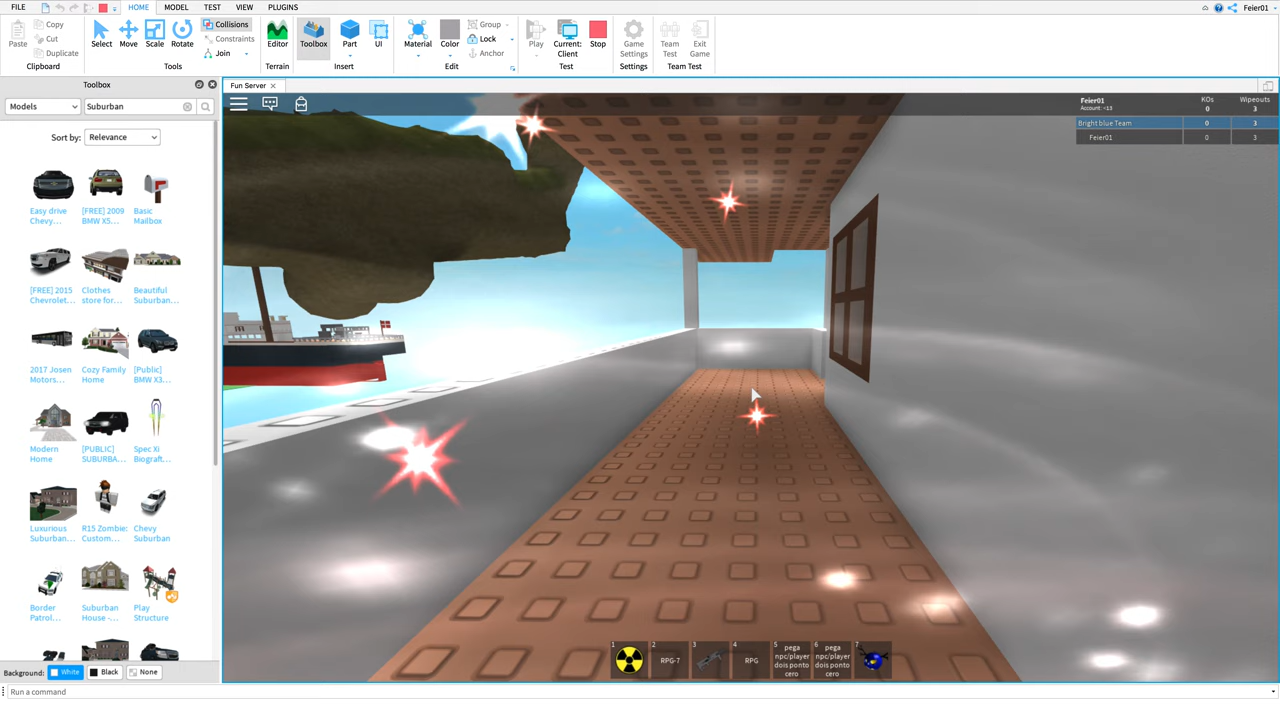 FILE HOME MODEL TEST VIEW PLUGINS Feier01
Copy Cut Duplicate Paste Clipboard
Select Move Scale Rotate Collisions Constraints Join Tools
Editor Terrain
Toolbox Part UI Insert
Material Color Group Lock Anchor Edit
Play Current: Client Stop Test
Game Settings Settings
Team Test Exit Game Team Test
Toolbox
Fun Server
Models Suburban
Sort by: Relevance
Easy drive Chevy...
[FREE] 2009 BMW X5...
Basic Mailbox
[FREE] 2015 Chevrolet...
Clothes store for...
Beautiful Suburban...
2017 Josen Motors...
Cozy Family Home
[Public] BMW X3...
Modern Home
[PUBLIC] SUBURBA...
Spec Xi Biograft...
Luxurious Suburban...
R15 Zombie: Custom...
Chevy Suburban
Border Patrol...
Suburban House -...
Play Structure
Background: White Black None
Run a command
Feier01 KOs Wipeouts
Account: <13 0 3
Bright blue Team 0 3
Feier01 0 3
1
2 RPG-7
3
4 RPG
5 pega npc/player dois ponto cero
6 pega npc/player dois ponto cero
7